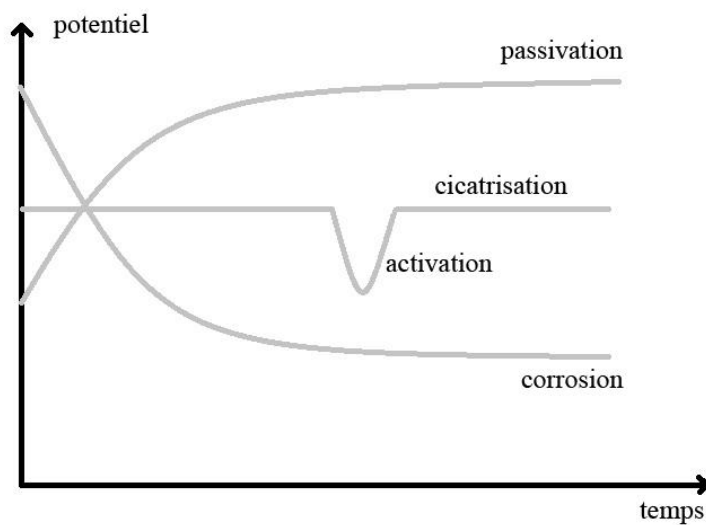 potentiel
passivation
cicatrisation
activation
corrosion
temps